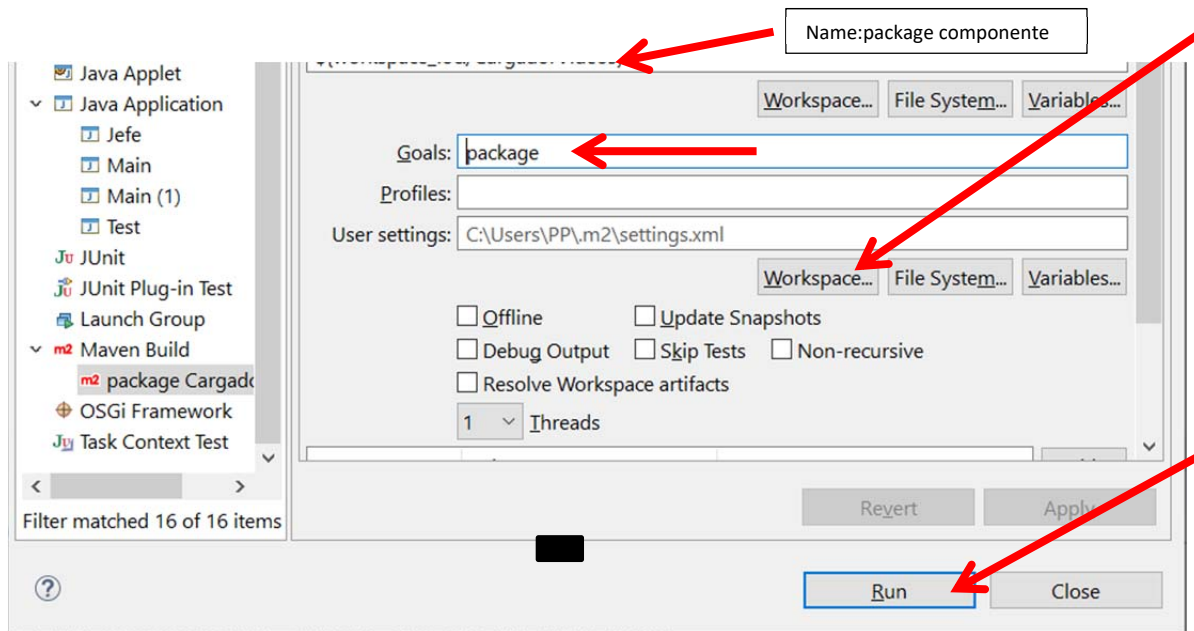 Name:package componente
Java Applet
Java Application
Jefe
Main
Main (1)
Test
JUnit
JUnit Plug-in Test
Launch Group
Maven Build
package Cargado
OSGi Framework
Task Context Test
Filter matched 16 of 16 items
Workspace... File System... Variables...
Goals: package
Profiles:
User settings: C:\Users\PP\.m2\settings.xml
Workspace... File System... Variables...
Offline Update Snapshots
Debug Output Skip Tests Non-recursive
Resolve Workspace artifacts
1 Threads
Revert Apply
Run Close